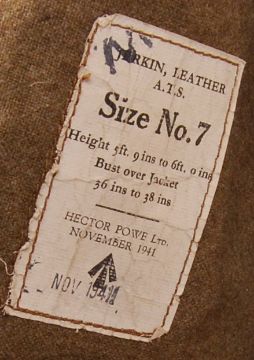 JERKIN, LEATHER
A.T.S.
Size No. 7
Height 5ft. 9 ins to 6ft. 0 ins
Bust over Jacket
36 ins to 38 ins
HECTOR POWE LTD.
NOVEMBER 1941
NOV 1941